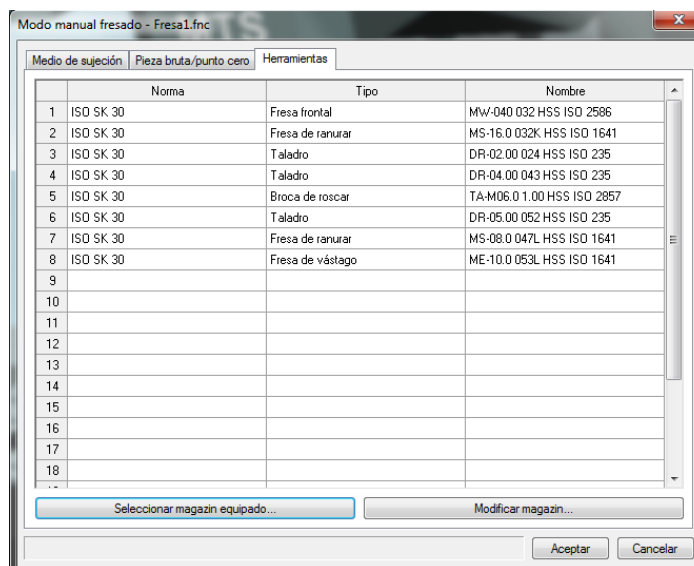 Modo manual fresado - Fresa1.fnc
Medio de sujeción Pieza bruta/punto cero Herramientas
Norma Tipo Nombre
1 ISO SK 30 Fresa frontal MW-040 032 HSS ISO 2586
2 ISO SK 30 Fresa de ranurar MS-16.0 032K HSS ISO 1641
3 ISO SK 30 Taladro DR-02.00 024 HSS ISO 235
4 ISO SK 30 Taladro DR-04.00 043 HSS ISO 235
5 ISO SK 30 Broca de roscar TA-M06.0 1.00 HSS ISO 2857
6 ISO SK 30 Taladro DR-05.00 052 HSS ISO 235
7 ISO SK 30 Fresa de ranurar MS-08.0 047L HSS ISO 1641
8 ISO SK 30 Fresa de vástago ME-10.0 053L HSS ISO 1641
9
10
11
12
13
14
15
16
17
18
Seleccionar magazin equipado... Modificar magazin...
Aceptar Cancelar